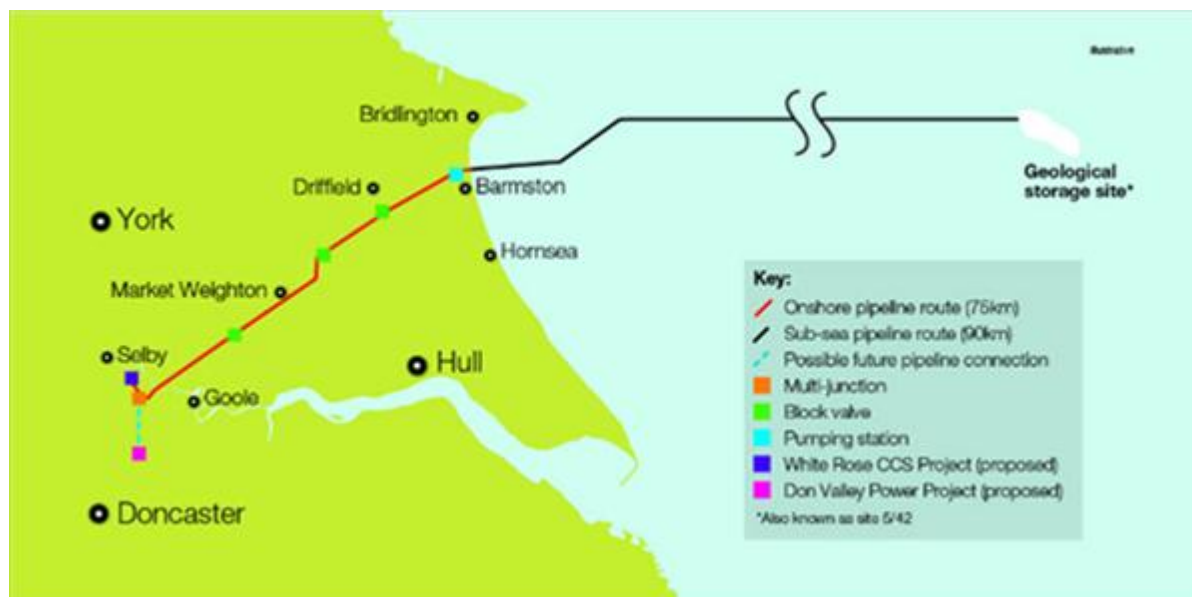 Illustrative
Bridlington
Driffield
Barmston
Geological
storage site*
York
Hornsea
Market Weighton
Selby
Hull
Goole
Doncaster
Key:
Onshore pipeline route (75km)
Sub-sea pipeline route (90km)
Possible future pipeline connection
Multi-junction
Block valve
Pumping station
White Rose CCS Project (proposed)
Don Valley Power Project (proposed)
*Also known as site 5/42